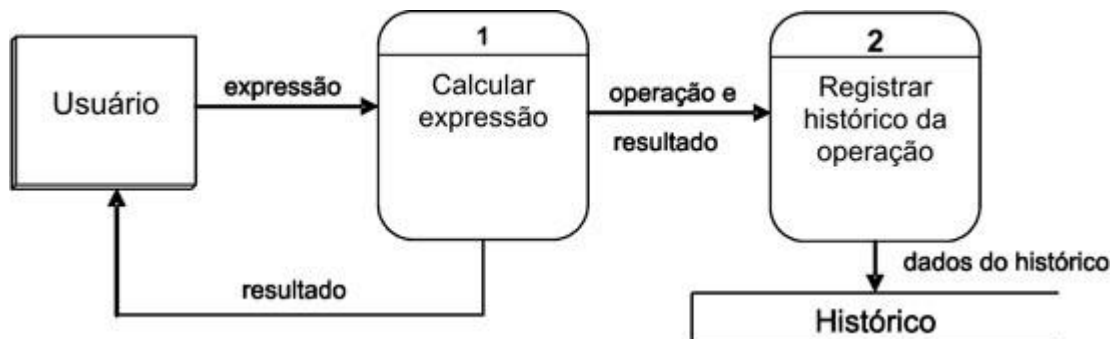 1
2
Usuário
expressão
Calcular
expressão
operação e
resultado
Registrar
histórico da
operação
dados do histórico
resultado
Histórico